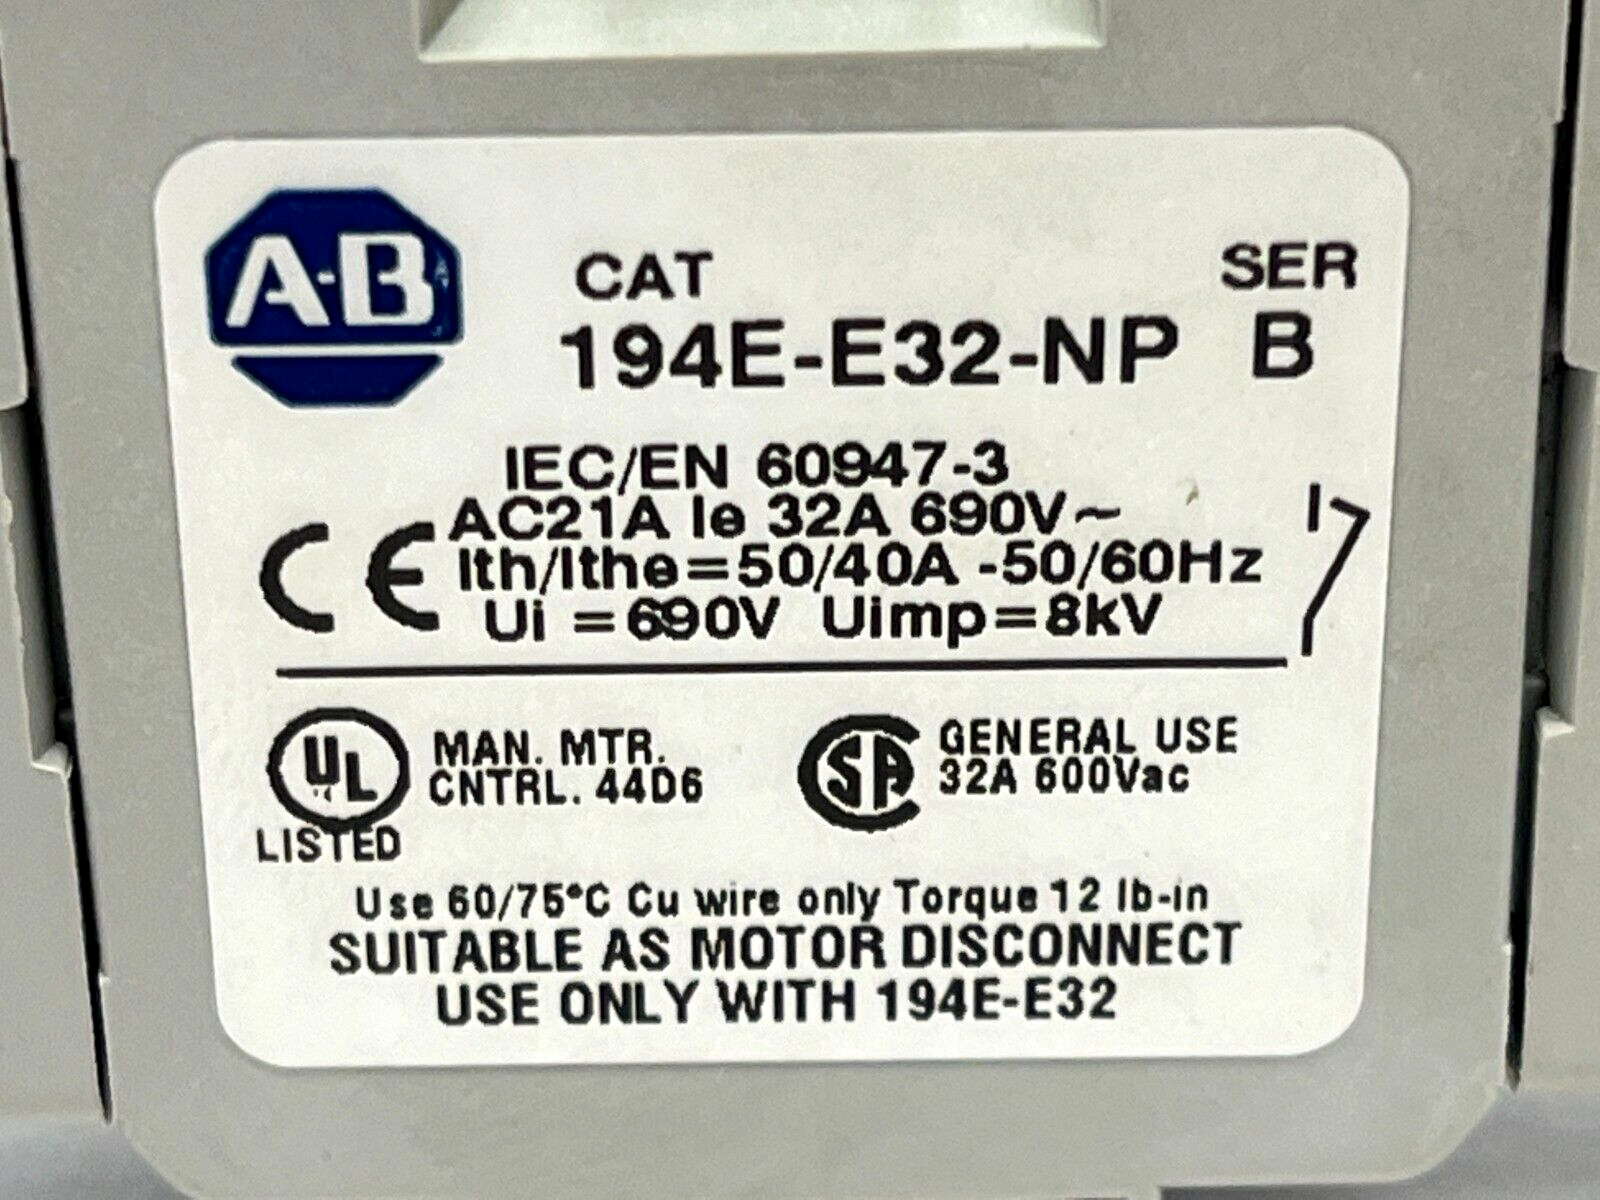 A-B
CAT
SER
194E-E32-NP B
IEC/EN 60947-3
AC21A Ie 32A 690V~
CE Ith/Ithe=50/40A -50/60Hz
Ui =690V Uimp=8kV
UL LISTED
MAN. MTR.
CNTRL. 44D6
CSA
GENERAL USE
32A 600Vac
Use 60/75°C Cu wire only Torque 12 lb-in
SUITABLE AS MOTOR DISCONNECT
USE ONLY WITH 194E-E32